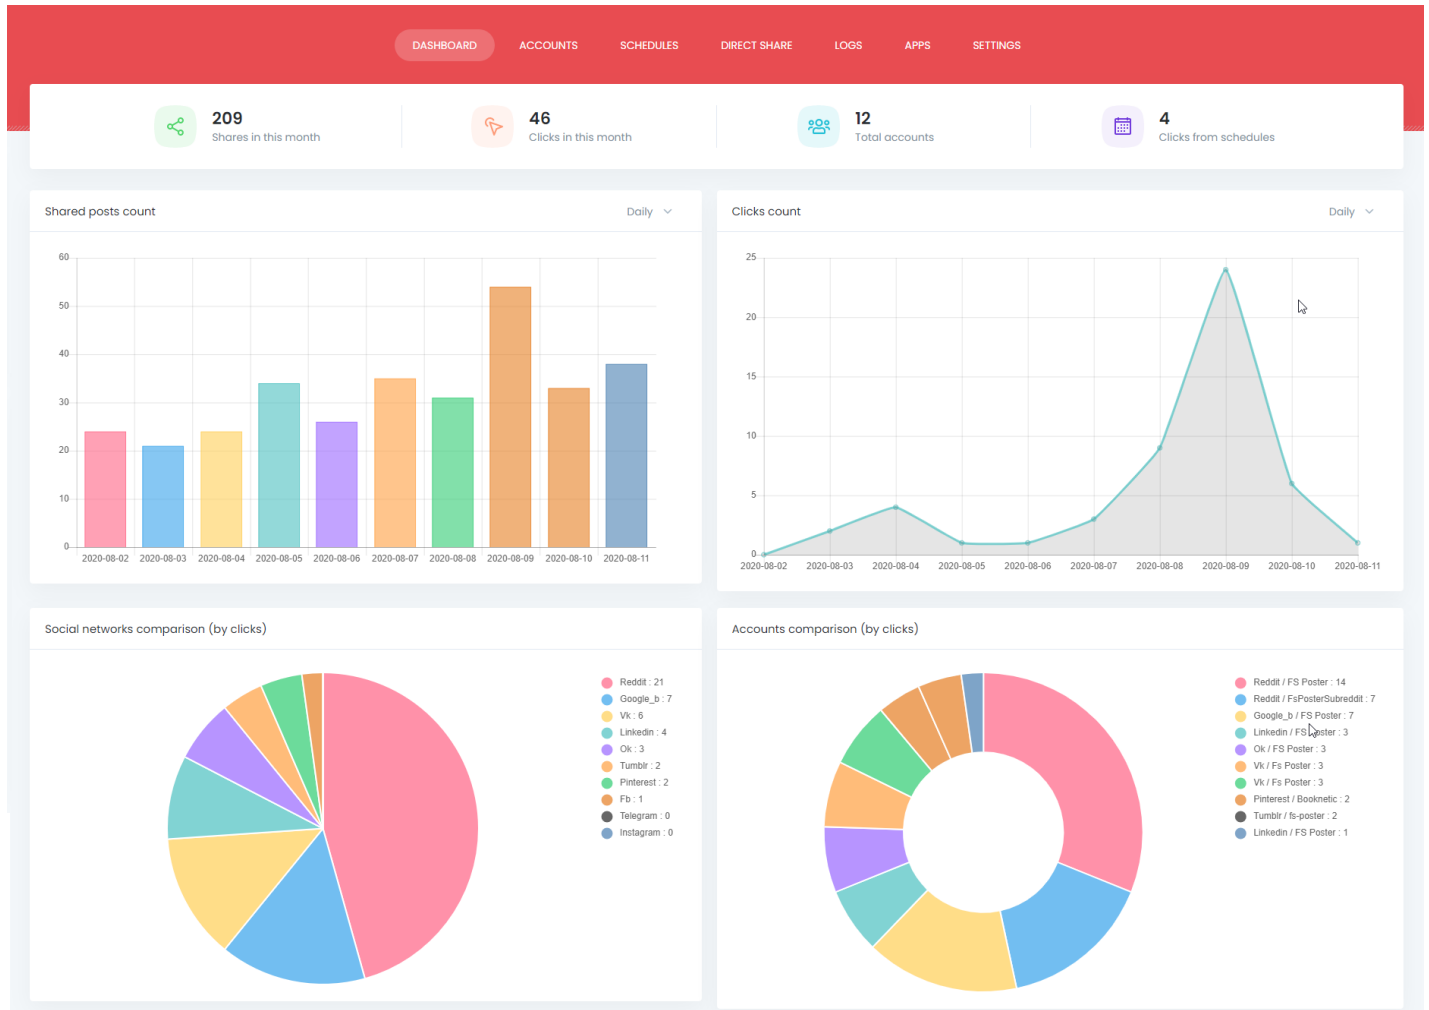 DASHBOARD ACCOUNTS SCHEDULES DIRECT SHARE LOGS APPS SETTINGS
209
Shares in this month
46
Clicks in this month
12
Total accounts
4
Clicks from schedules
Shared posts count
Daily
60
50
40
30
20
10
0
2020-08-02 2020-08-03 2020-08-04 2020-08-05 2020-08-06 2020-08-07 2020-08-08 2020-08-09 2020-08-10 2020-08-11
Clicks count
Daily
25
20
15
10
5
0
2020-08-02 2020-08-03 2020-08-04 2020-08-05 2020-08-06 2020-08-07 2020-08-08 2020-08-09 2020-08-10 2020-08-11
Social networks comparison (by clicks)
Reddit : 21
Google_b : 7
Vk : 6
Linkedin : 4
Ok : 3
Tumblr : 2
Pinterest : 2
Fb : 1
Telegram : 0
Instagram : 0
Accounts comparison (by clicks)
Reddit / FS Poster : 14
Reddit / FsPosterSubreddit : 7
Google_b / FS Poster : 7
Linkedin / FS Poster : 3
Ok / FS Poster : 3
Vk / Fs Poster : 3
Vk / Fs Poster : 3
Pinterest / Booknetic : 2
Tumblr / fs-poster : 2
Linkedin / FS Poster : 1